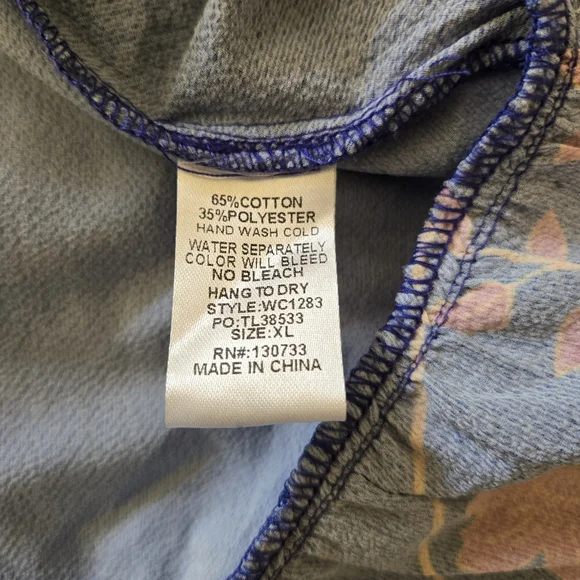 65%COTTON
35%POLYESTER
HAND WASH COLD
WATER SEPARATELY
COLOR WILL BLEED
NO BLEACH
HANG TO DRY
STYLE:WC1283
PO:TL38533
SIZE:XL
RN#:130733
MADE IN CHINA